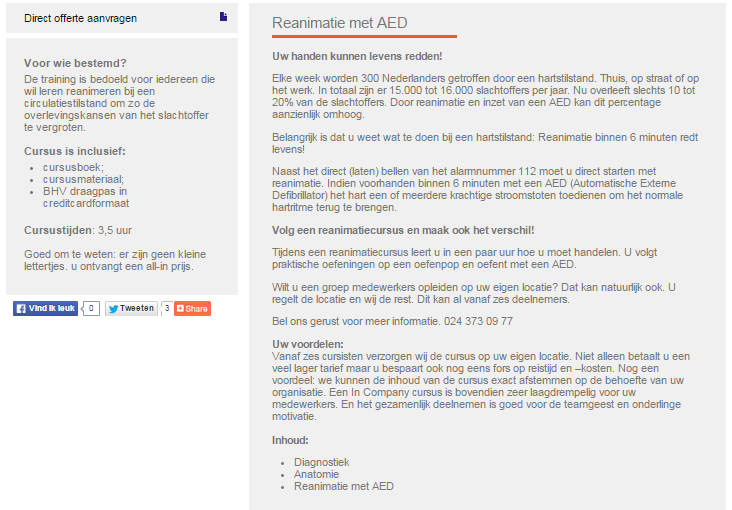 Direct offerte aanvragen
Voor wie bestemd?
De training is bedoeld voor iedereen die
wil leren reanimeren bij een
circulatiestilstand om zo de
overlevingskansen van het slachtoffer
te vergroten.
Cursus is inclusief:
cursusboek;
cursusmateriaal;
BHV draagpas in
creditcardformaat
Cursustijden: 3,5 uur
Goed om te weten: er zijn geen kleine
lettertjes. u ontvangt een all-in prijs.
Vind ik leuk 0 Tweeten 3 Share
Reanimatie met AED
Uw handen kunnen levens redden!
Elke week worden 300 Nederlanders getroffen door een hartstilstand. Thuis, op straat of op
het werk. In totaal zijn er 15.000 tot 16.000 slachtoffers per jaar. Nu overleeft slechts 10 tot
20% van de slachtoffers. Door reanimatie en inzet van een AED kan dit percentage
aanzienlijk omhoog.
Belangrijk is dat u weet wat te doen bij een hartstilstand: Reanimatie binnen 6 minuten redt
levens!
Naast het direct (laten) bellen van het alarmnummer 112 moet u direct starten met
reanimatie. Indien voorhanden binnen 6 minuten met een AED (Automatische Externe
Defibrillator) het hart een of meerdere krachtige stroomstoten toedienen om het normale
hartritme terug te brengen.
Volg een reanimatiecursus en maak ook het verschil!
Tijdens een reanimatiecursus leert u in een paar uur hoe u moet handelen. U volgt
praktische oefeningen op een oefenpop en oefent met een AED.
Wilt u een groep medewerkers opleiden op uw eigen locatie? Dat kan natuurlijk ook. U
regelt de locatie en wij de rest. Dit kan al vanaf zes deelnemers.
Bel ons gerust voor meer informatie. 024 373 09 77
Uw voordelen:
Vanaf zes cursisten verzorgen wij de cursus op uw eigen locatie. Niet alleen betaalt u een
veel lager tarief maar u bespaart ook nog eens fors op reistijd en –kosten. Nog een
voordeel: we kunnen de inhoud van de cursus exact afstemmen op de behoefte van uw
organisatie. Een In Company cursus is bovendien zeer laagdrempelig voor uw
medewerkers. En het gezamenlijk deelnemen is goed voor de teamgeest en onderlinge
motivatie.
Inhoud:
Diagnostiek
Anatomie
Reanimatie met AED